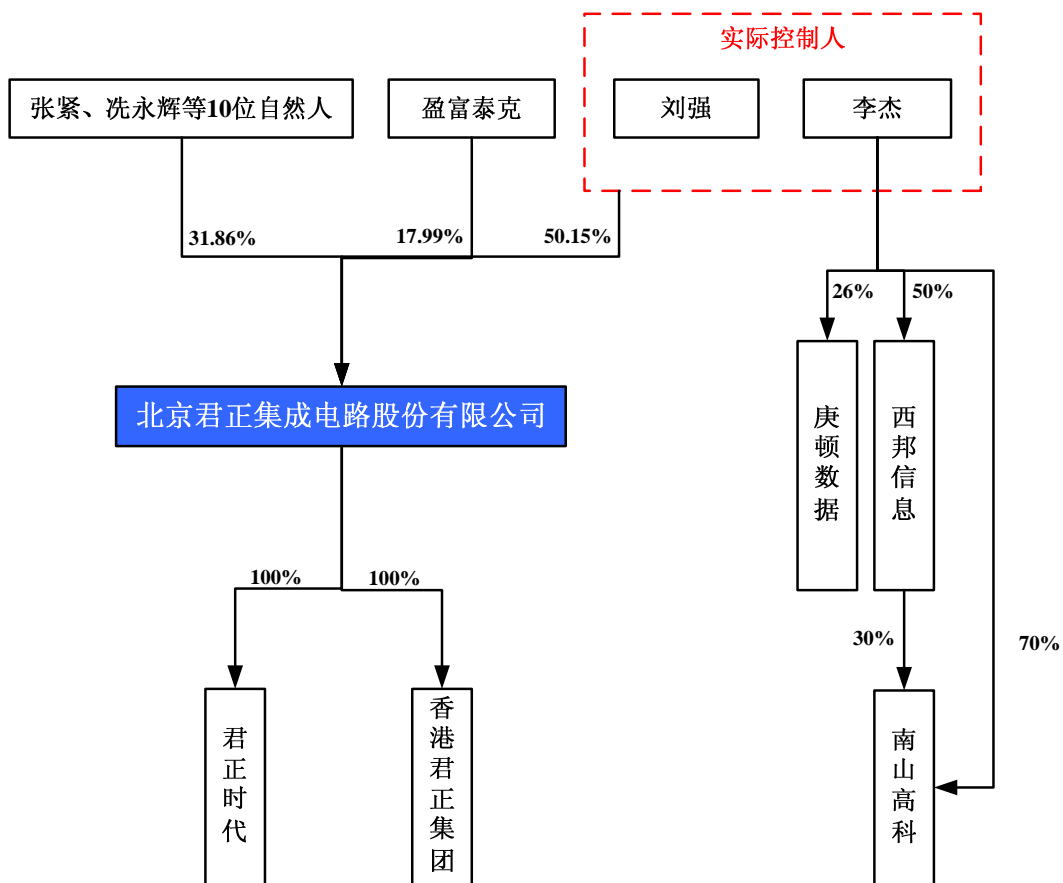 实际控制人
张紧、冼永辉等10位自然人
盈富泰克
刘强
李杰
31.86%
17.99%
50.15%
26%
50%
北京君正集成电路股份有限公司
庚顿数据
西邦信息
100%
100%
30%
70%
君正时代
香港君正集团
南山高科